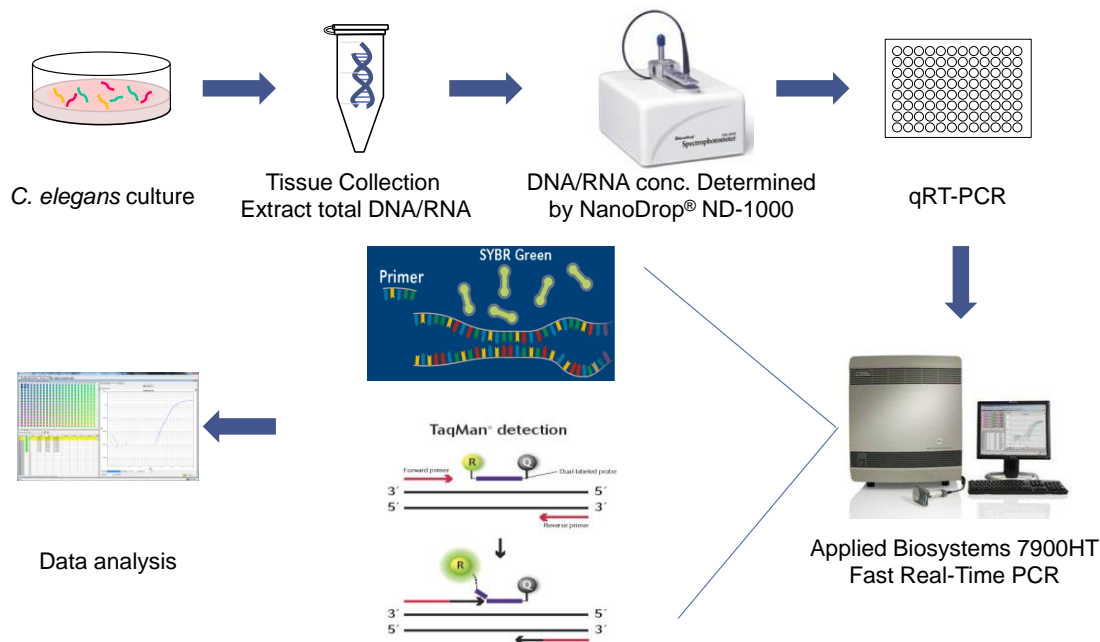 C. elegans culture
Tissue Collection
Extract total DNA/RNA
Spectrophotometer
DNA/RNA conc. Determined
by NanoDrop® ND-1000
qRT-PCR
SYBR Green
Primer
TaqMan® detection
R
Q
Forward primer
Dual-labeled probe
3´ 5´
5´ 3´
Reverse primer
R
Q
3´ 5´
5´ 3´
Applied Biosystems 7900HT
Fast Real-Time PCR
Data analysis